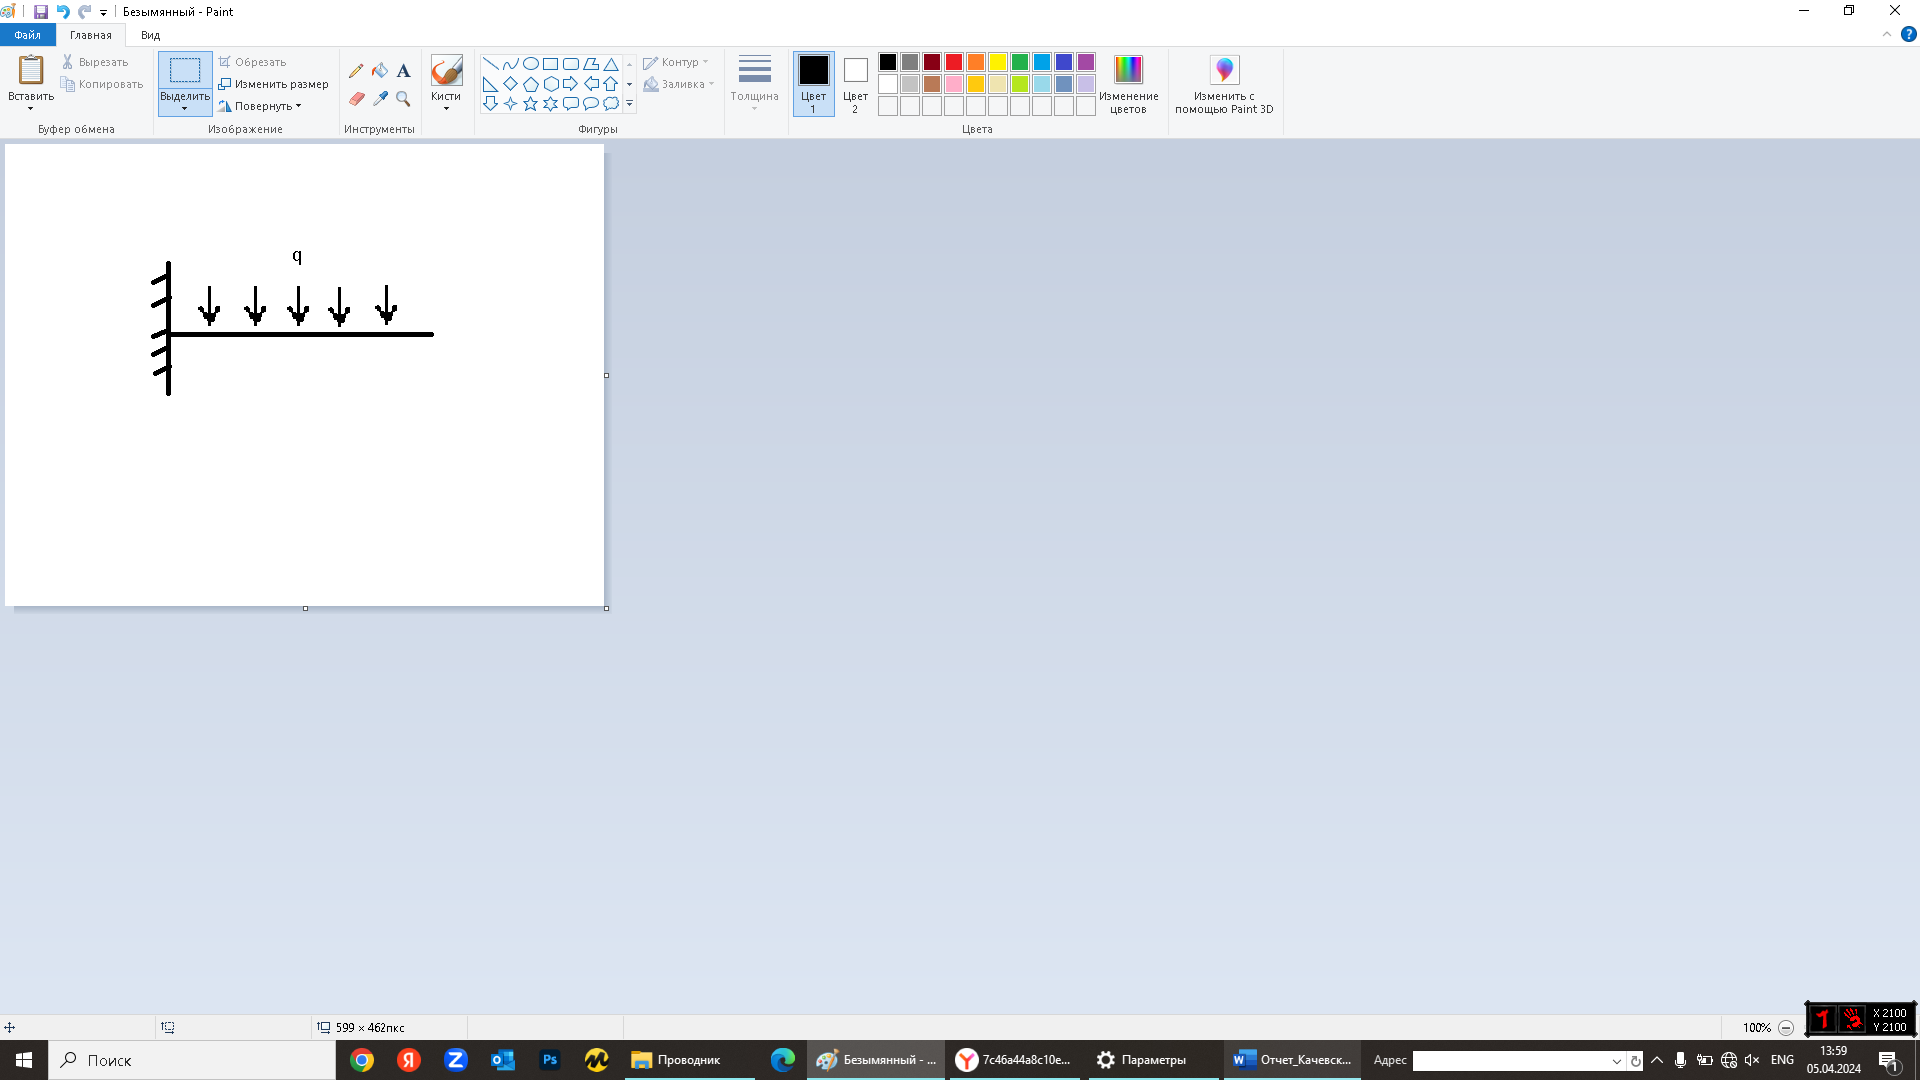 Безымянный - Paint
Файл Главная Вид
Вставить
Вырезать
Копировать
Буфер обмена
Выделить
Обрезать
Изменить размер
Повернуть
Изображение
A
Инструменты
Кисти
Фигуры
Контур
Заливка
Толщина
Цвет 1
Цвет 2
Изменение цветов
Цвета
Изменить с помощью Paint 3D
q
599 × 462пкс
100%
X 2100
Y 2100
Поиск
Проводник
Безымянный - ...
7c46a44a8c10e...
Параметры
Отчет_Качевск...
Адрес
ENG
13:59
05.04.2024
1